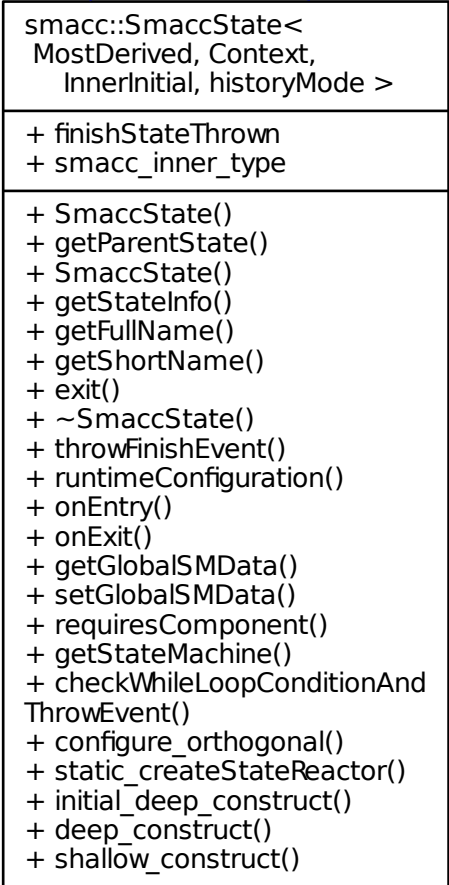 smacc::SmaccState<
MostDerived, Context,
InnerInitial, historyMode >
+ finishStateThrown
+ smacc_inner_type
+ SmaccState()
+ getParentState()
+ SmaccState()
+ getStateInfo()
+ getFullName()
+ getShortName()
+ exit()
+ ~SmaccState()
+ throwFinishEvent()
+ runtimeConfiguration()
+ onEntry()
+ onExit()
+ getGlobalSMData()
+ setGlobalSMData()
+ requiresComponent()
+ getStateMachine()
+ checkWhileLoopConditionAnd
ThrowEvent()
+ configure_orthogonal()
+ static_createStateReactor()
+ initial_deep_construct()
+ deep_construct()
+ shallow_construct()